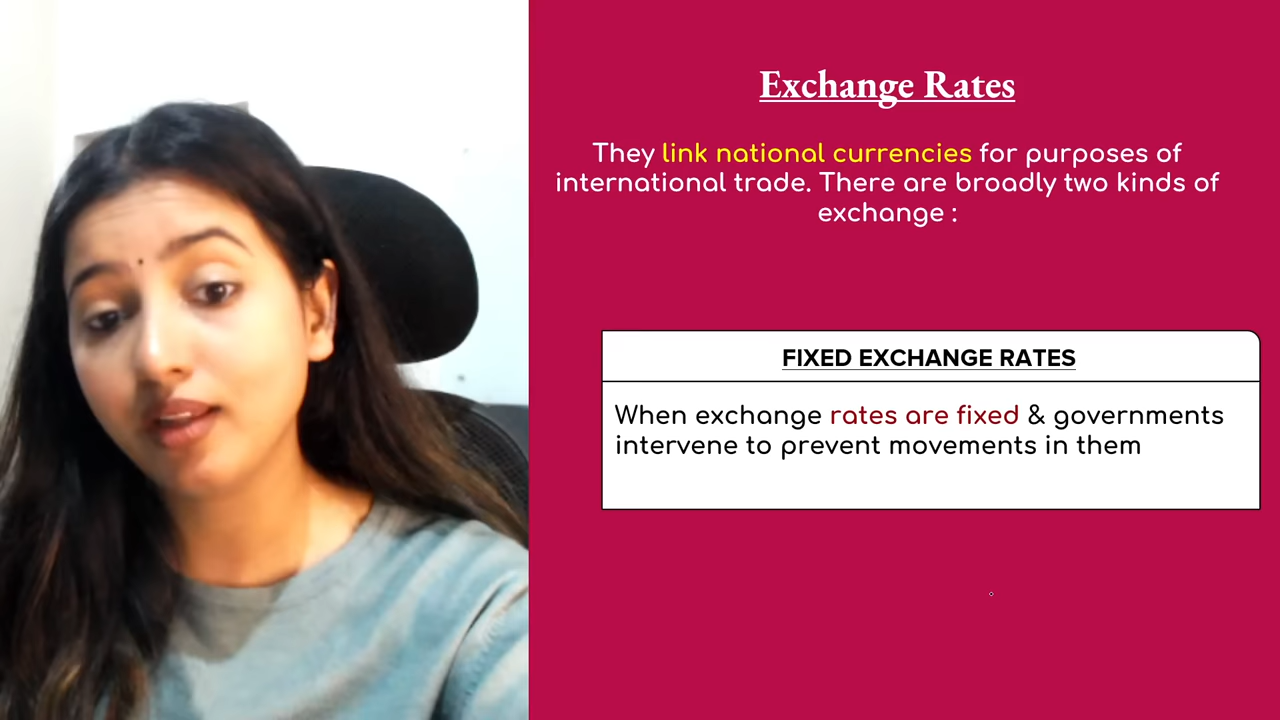 Exchange Rates
They link national currencies for purposes of
international trade. There are broadly two kinds of
exchange :
FIXED EXCHANGE RATES
When exchange rates are fixed & governments
intervene to prevent movements in them